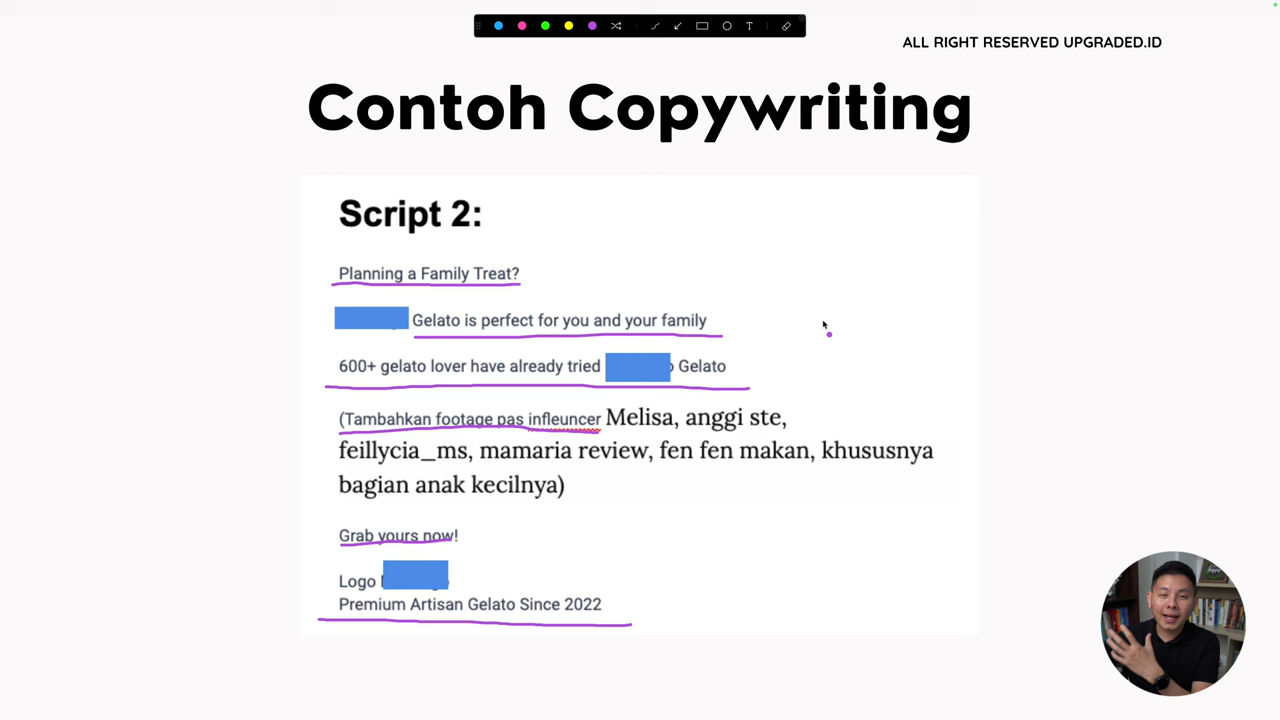 ALL RIGHT RESERVED UPGRADED.ID
Contoh Copywriting
Script 2:
Planning a Family Treat?
Gelato is perfect for you and your family
600+ gelato lover have already tried Gelato
(Tambahkan footage pas infleuncer Melisa, anggi ste,
feillycia_ms, mamaria review, fen fen makan, khususnya
bagian anak kecilnya)
Grab yours now!
Logo
Premium Artisan Gelato Since 2022